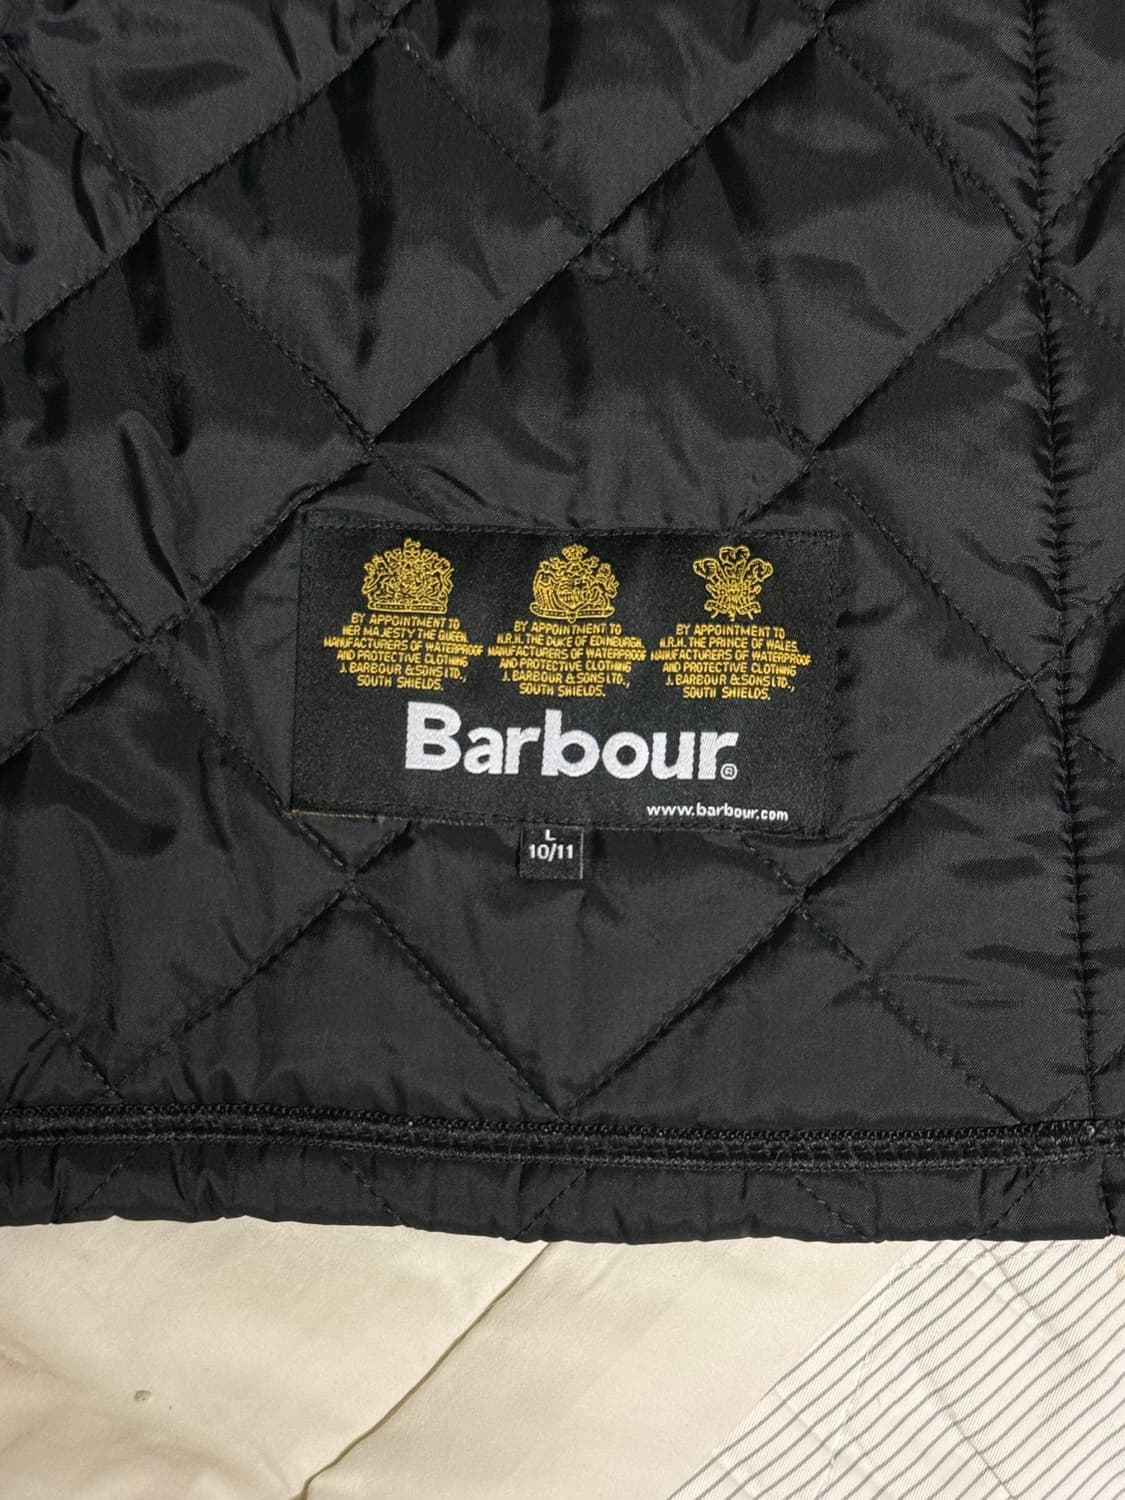 BY APPOINTMENT TO
HER MAJESTY THE QUEEN
MANUFACTURERS OF WATERPROOF
AND PROTECTIVE CLOTHING
J. BARBOUR & SONS LTD.,
SOUTH SHIELDS.
BY APPOINTMENT TO
H.R.H. THE DUKE OF EDINBURGH.
MANUFACTURERS OF WATERPROOF
AND PROTECTIVE CLOTHING
J. BARBOUR & SONS LTD.,
SOUTH SHIELDS.
BY APPOINTMENT TO
H.R.H. THE PRINCE OF WALES.
MANUFACTURERS OF WATERPROOF
AND PROTECTIVE CLOTHING
J. BARBOUR & SONS LTD.,
SOUTH SHIELDS.
Barbour®
www.barbour.com
L
10/11